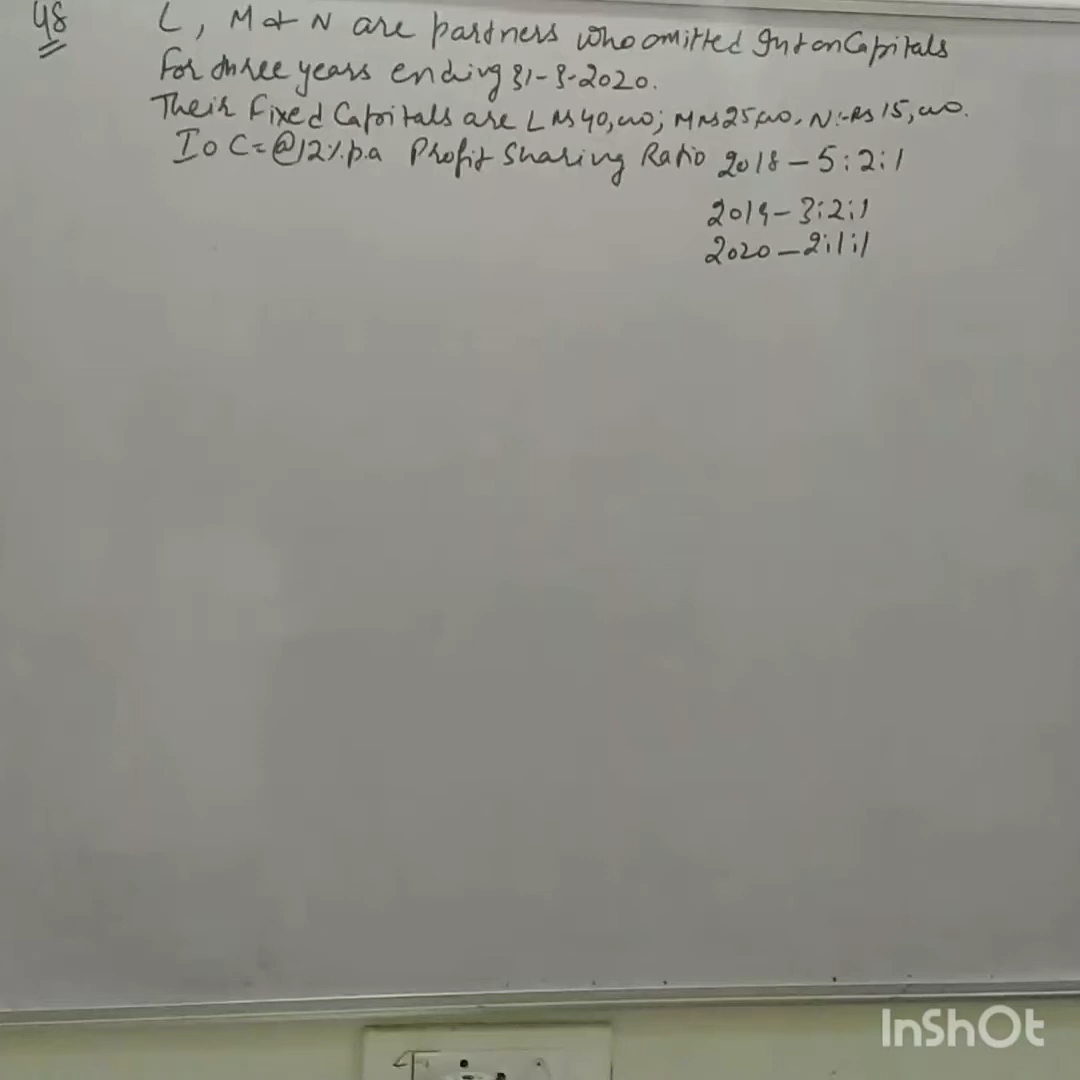 48
L, M & N are partners who omitted Int on Capitals
for three years ending 31-3-2020.
Their Fixed Capitals are L Rs 40,000; M Rs 25,000, N:- Rs 15,000.
IOC = @12%.p.a Profit Sharing Ratio 2018 - 5:2:1
2019 - 3:2:1
2020 - 2:1:1
InShOt